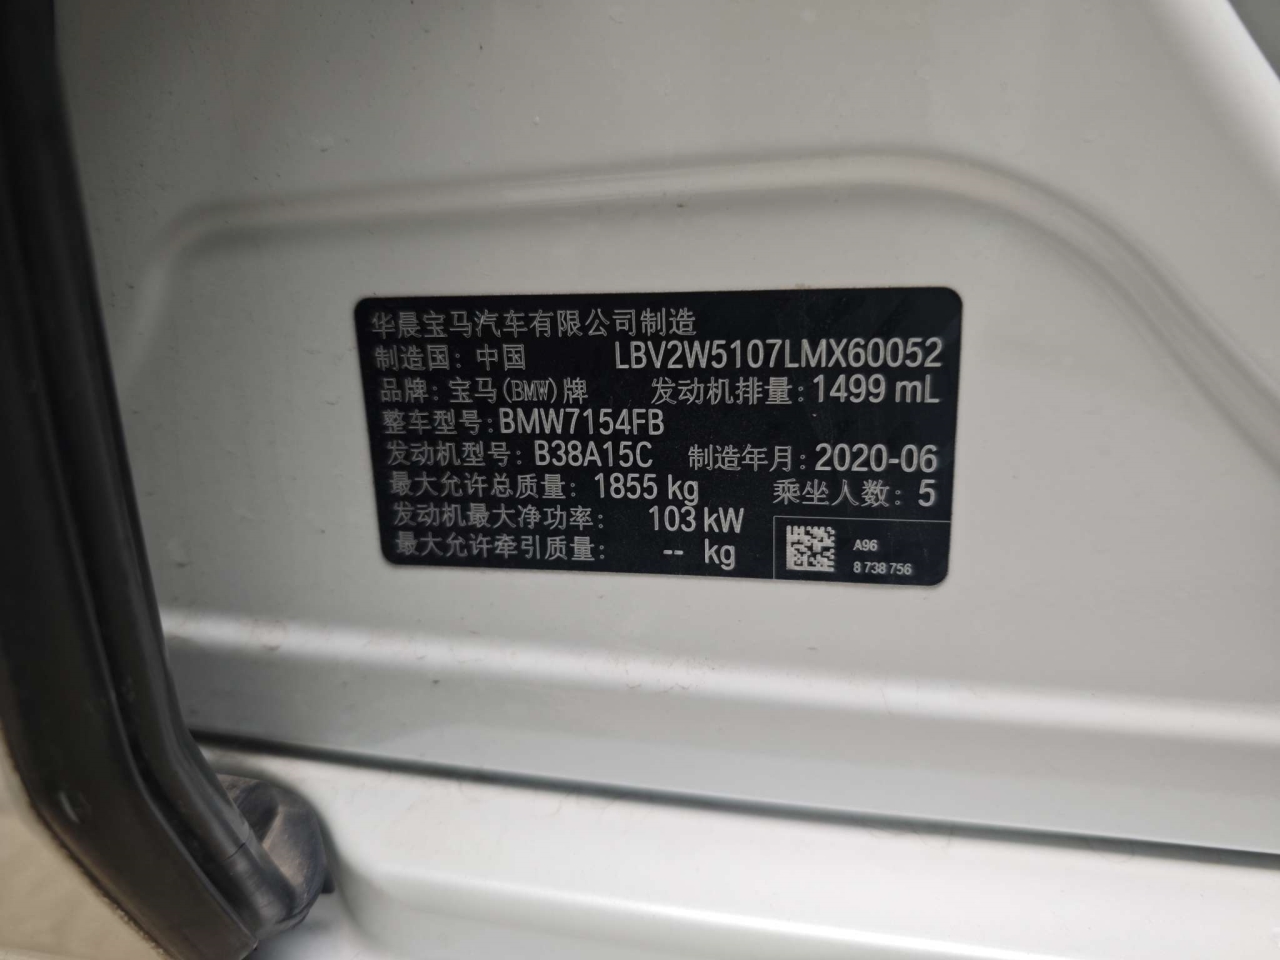 华晨宝马汽车有限公司制造
制造国：中国 LBV2W5107LMX60052
品牌：宝马(BMW)牌 发动机排量：1499 mL
整车型号：BMW7154FB
发动机型号：B38A15C 制造年月：2020-06
最大允许总质量：1855 kg 乘坐人数：5
发动机最大净功率：103 kW
最大允许牵引质量：-- kg
A96
8 738 756